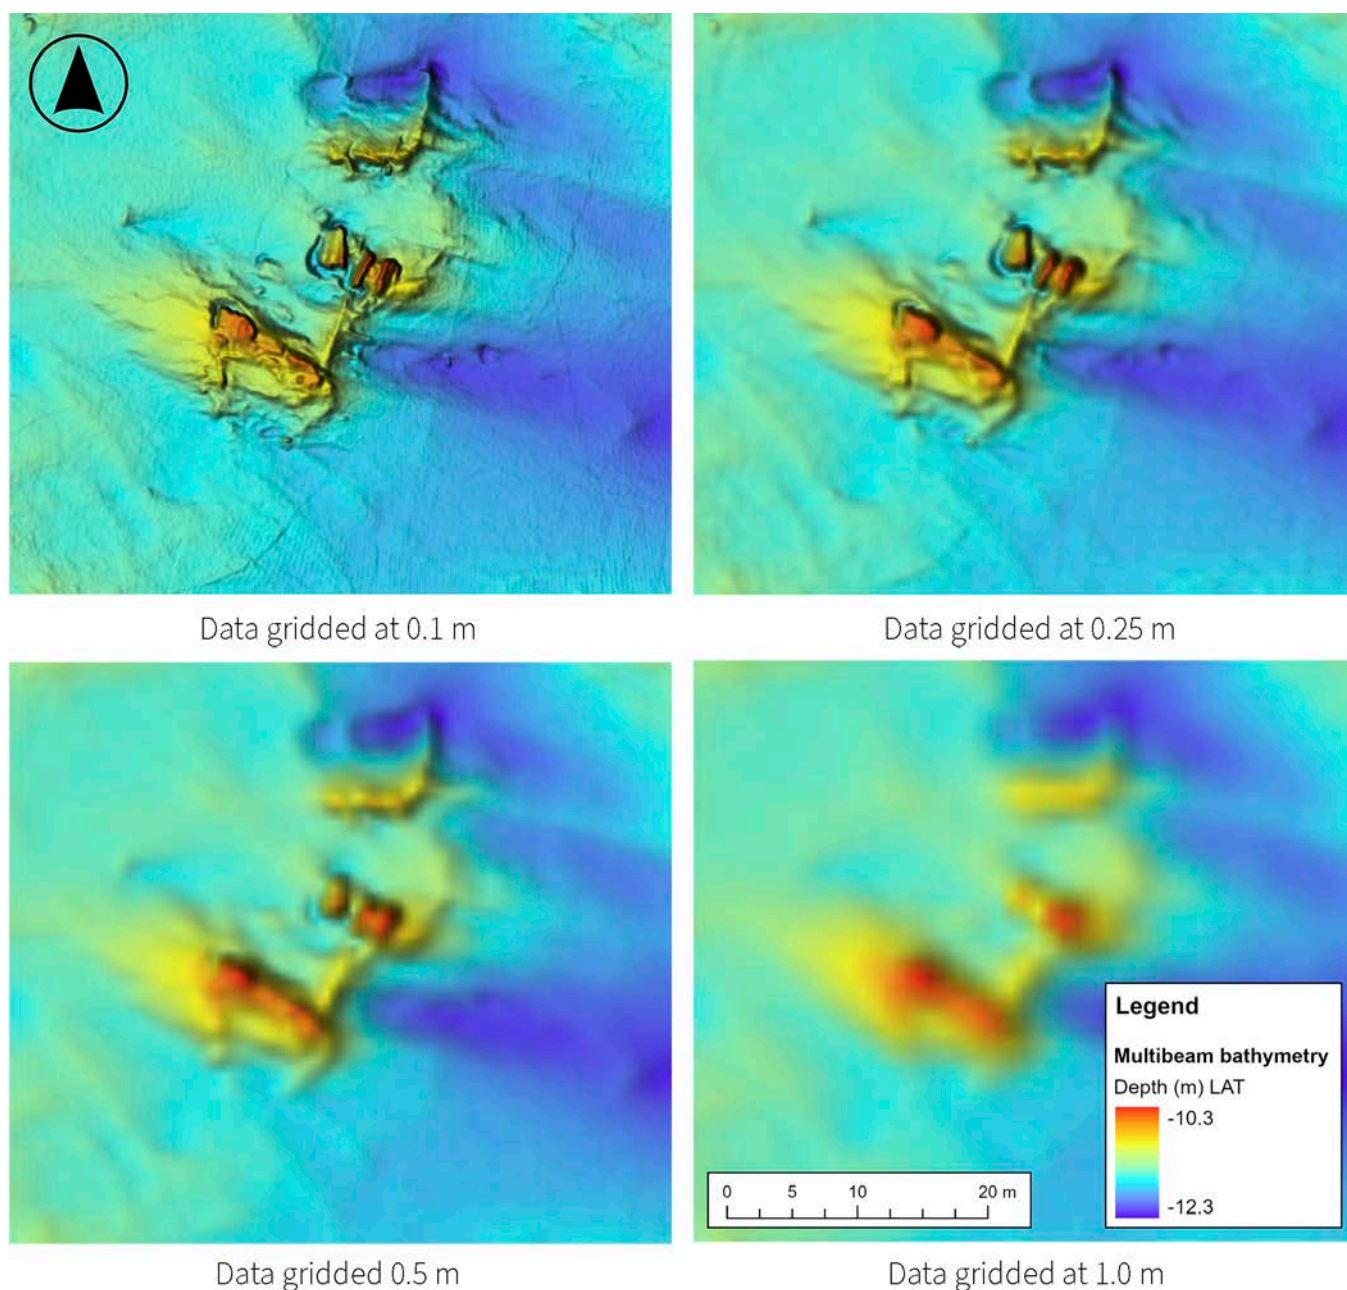 Data gridded at 0.1 m
Data gridded at 0.25 m
Data gridded 0.5 m
Data gridded at 1.0 m
0 5 10 20 m
Legend
Multibeam bathymetry
Depth (m) LAT
-10.3
-12.3